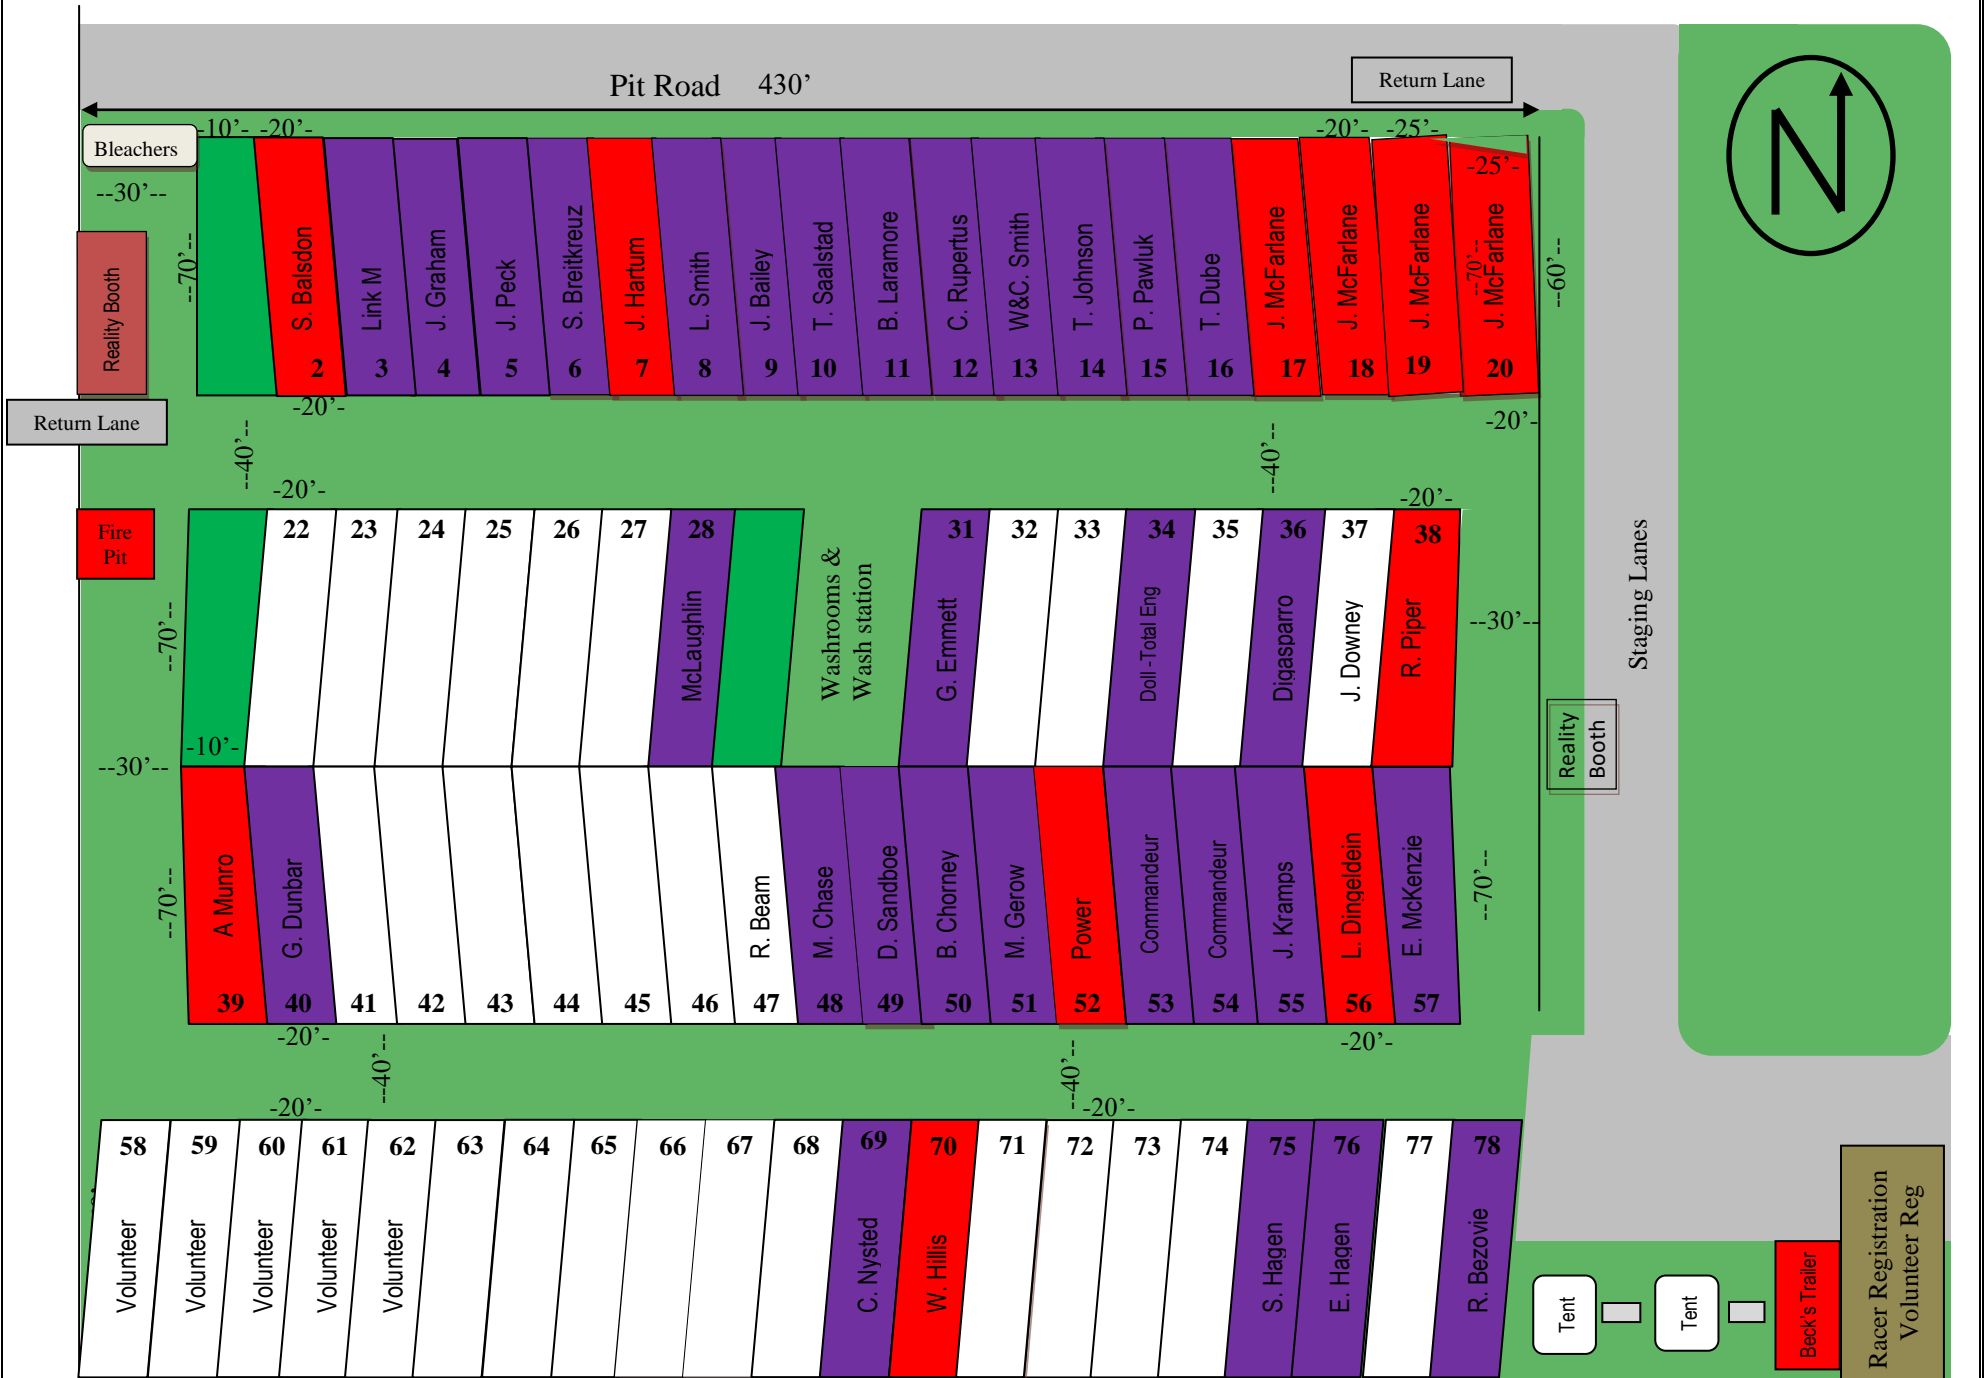 Pit Road 430’
Return Lane
N
Bleachers
-10’- -20’-
-20’- -25’-
-25’-
--30’--
--70’--
--70’--
--60’--
Reality Booth
S. Balsdon
Link M
J. Graham
J. Peck
S. Breitkreuz
J. Hartum
L. Smith
J. Bailey
T. Saalstad
B. Laramore
C. Rupertus
W&C. Smith
T. Johnson
P. Pawluk
T. Dube
J. McFarlane
J. McFarlane
J. McFarlane
J. McFarlane
2 3 4 5 6 7 8 9 10 11 12 13 14 15 16 17 18 19 20
-20’-
-20’-
Return Lane
--40’--
--40’--
-20’-
-20’-
Fire
Pit
22 23 24 25 26 27 28 31 32 33 34 35 36 37 38
McLaughlin
Washrooms &
Wash station
G. Emmett
Doll -Total Eng
Digasparro
J. Downey
R. Piper
--70’--
--30’--
Staging Lanes
Reality
Booth
-10’-
--30’--
--70’--
--70’--
A Munro
G. Dunbar
R. Beam
M. Chase
D. Sandboe
B. Chorney
M. Gerow
Power
Commandeur
Commandeur
J. Kramps
L. Dingeldein
E. McKenzie
39 40 41 42 43 44 45 46 47 48 49 50 51 52 53 54 55 56 57
-20’-
-20’-
--40’--
--40’--
-20’-
-20’-
58 59 60 61 62 63 64 65 66 67 68 69 70 71 72 73 74 75 76 77 78
Volunteer
Volunteer
Volunteer
Volunteer
Volunteer
C. Nysted
W. Hillis
S. Hagen
E. Hagen
R. Bezovie
Tent
Tent
Beck's Trailer
Racer Registration
Volunteer Reg